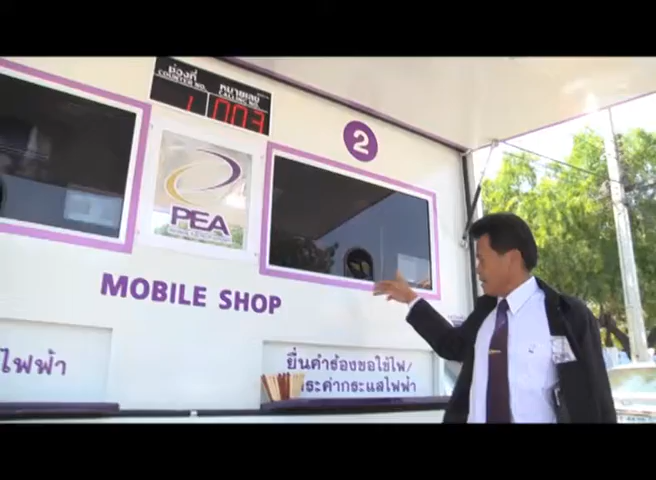 ช่องที่
COUNTER NO.
หมายเลข
CALLING NO.
1
003
2
PEA
MOBILE SHOP
ไฟฟ้า
ยื่นคำร้องขอใช้ไฟ/
ระค่ากระแสไฟฟ้า